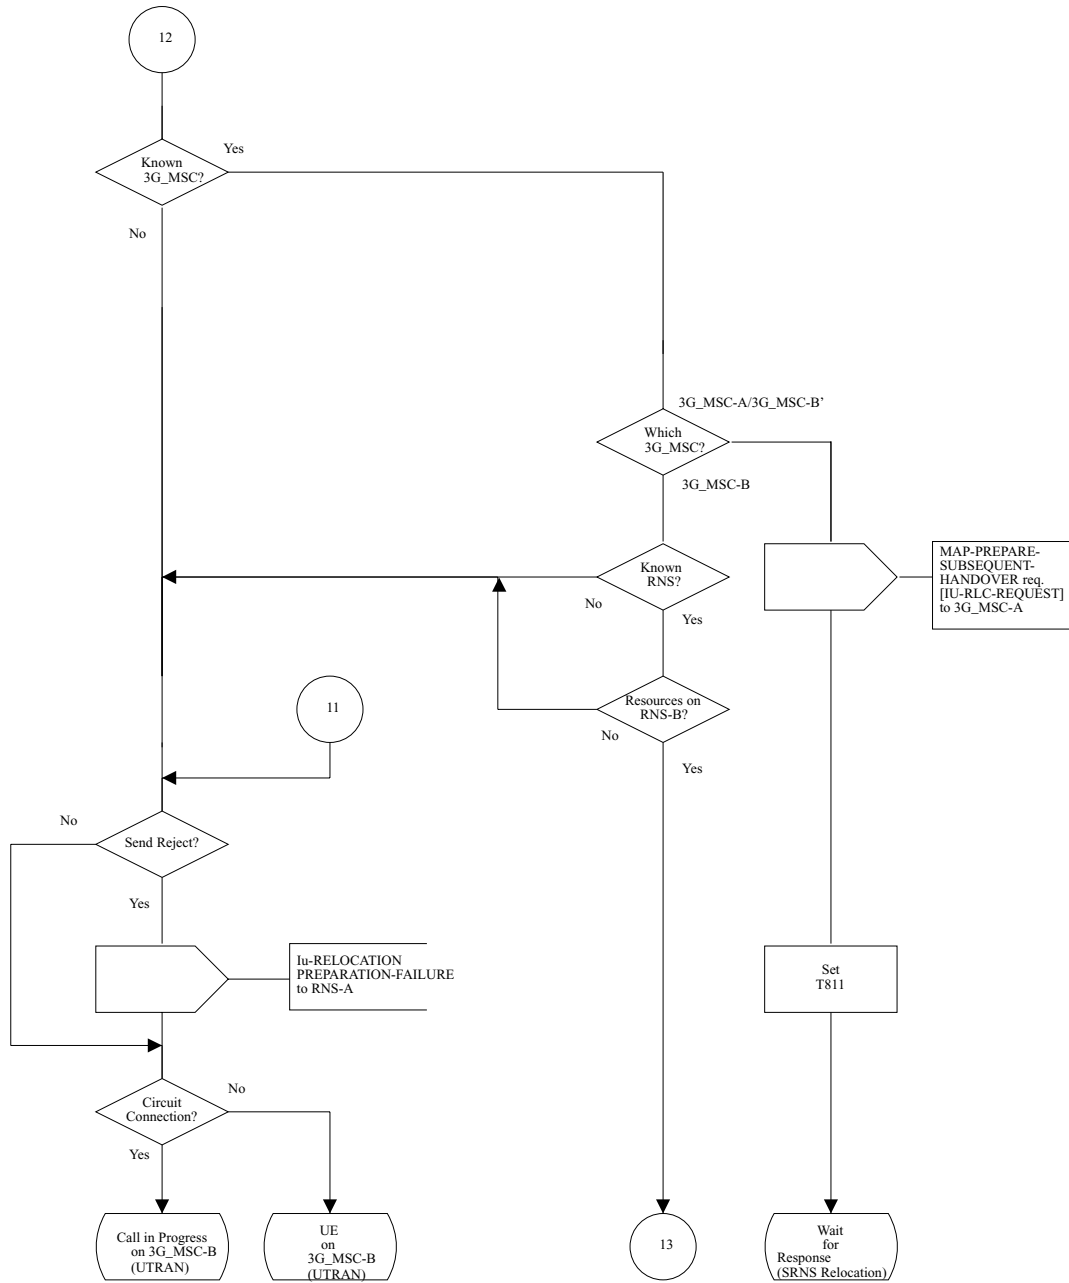 12
Yes
Known
3G_MSC?
No
3G_MSC-A/3G_MSC-B’
Which
3G_MSC?
3G_MSC-B
MAP-PREPARE-
SUBSEQUENT-
HANDOVER req.
[IU-RLC-REQUEST]
to 3G_MSC-A
Known
RNS?
No
Yes
Resources on
RNS-B?
11
No
Yes
No
Send Reject?
Yes
Iu-RELOCATION
PREPARATION-FAILURE
to RNS-A
Set
T811
No
Circuit
Connection?
Yes
Call in Progress
on 3G_MSC-B
(UTRAN)
UE
on
3G_MSC-B
(UTRAN)
13
Wait
for
Response
(SRNS Relocation)